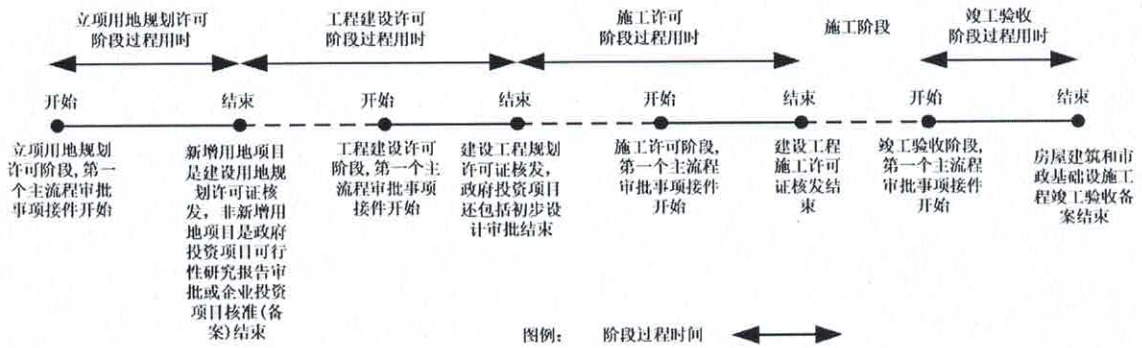 立项用地规划许可
阶段过程用时
工程建设许可
阶段过程用时
施工许可
阶段过程用时
施工阶段
竣工验收
阶段过程用时
开始
结束
开始
结束
开始
结束
开始
结束
立项用地规划
许可阶段,第一
个主流程审批
事项接件开始
新增用地项目
是建设用地规
划许可证核
发，非新增用
地项目是政府
投资项目可行
性研究报告审
批或企业投资
项目核准(备
案)结束
工程建设许可
阶段,第一个主
流程审批事项
接件开始
建设工程规划
许可证核发，
政府投资项目
还包括初步设
计审批结束
施工许可阶段,
第一个主流程
审批事项接件
开始
建设工程
施工许可
证核发结
束
竣工验收阶段,
第一个主流程
审批事项接件
开始
房屋建筑和市
政基础设施工
程竣工验收备
案结束
图例： 阶段过程时间